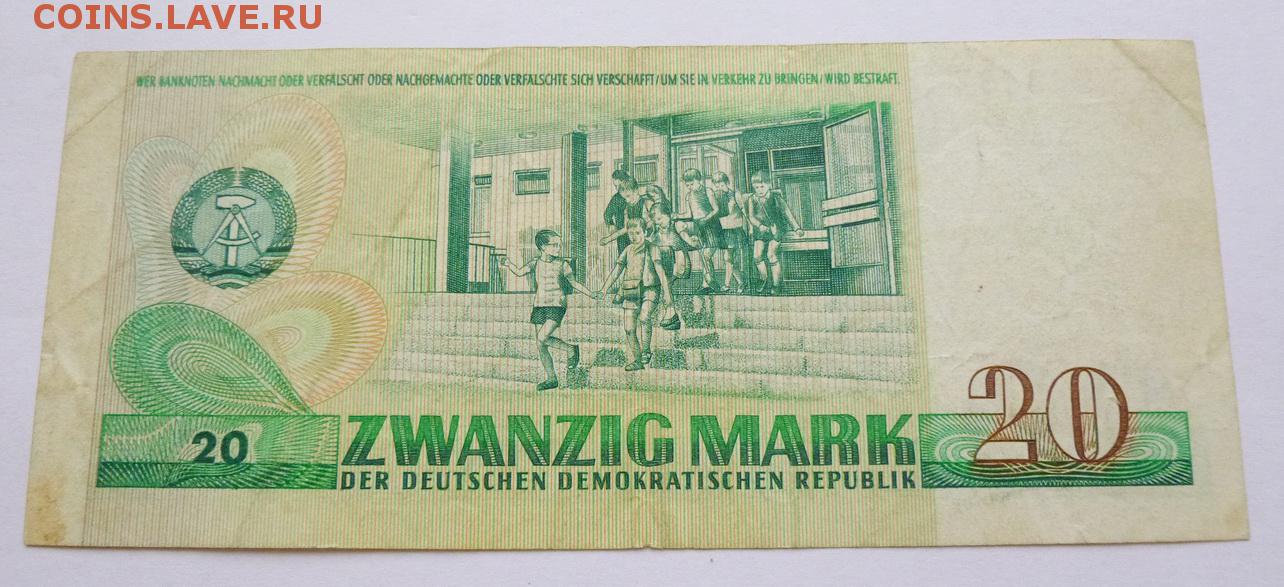 COINS.LAVE.RU
WER BANKNOTEN NACHMACHT ODER VERFÄLSCHT ODER NACHGEMACHTE ODER VERFÄLSCHTE SICH VERSCHAFFT/UM SIE IN VERKEHR ZU BRINGEN/WIRD BESTRAFT.
20
ZWANZIG MARK
20
DER DEUTSCHEN DEMOKRATISCHEN REPUBLIK